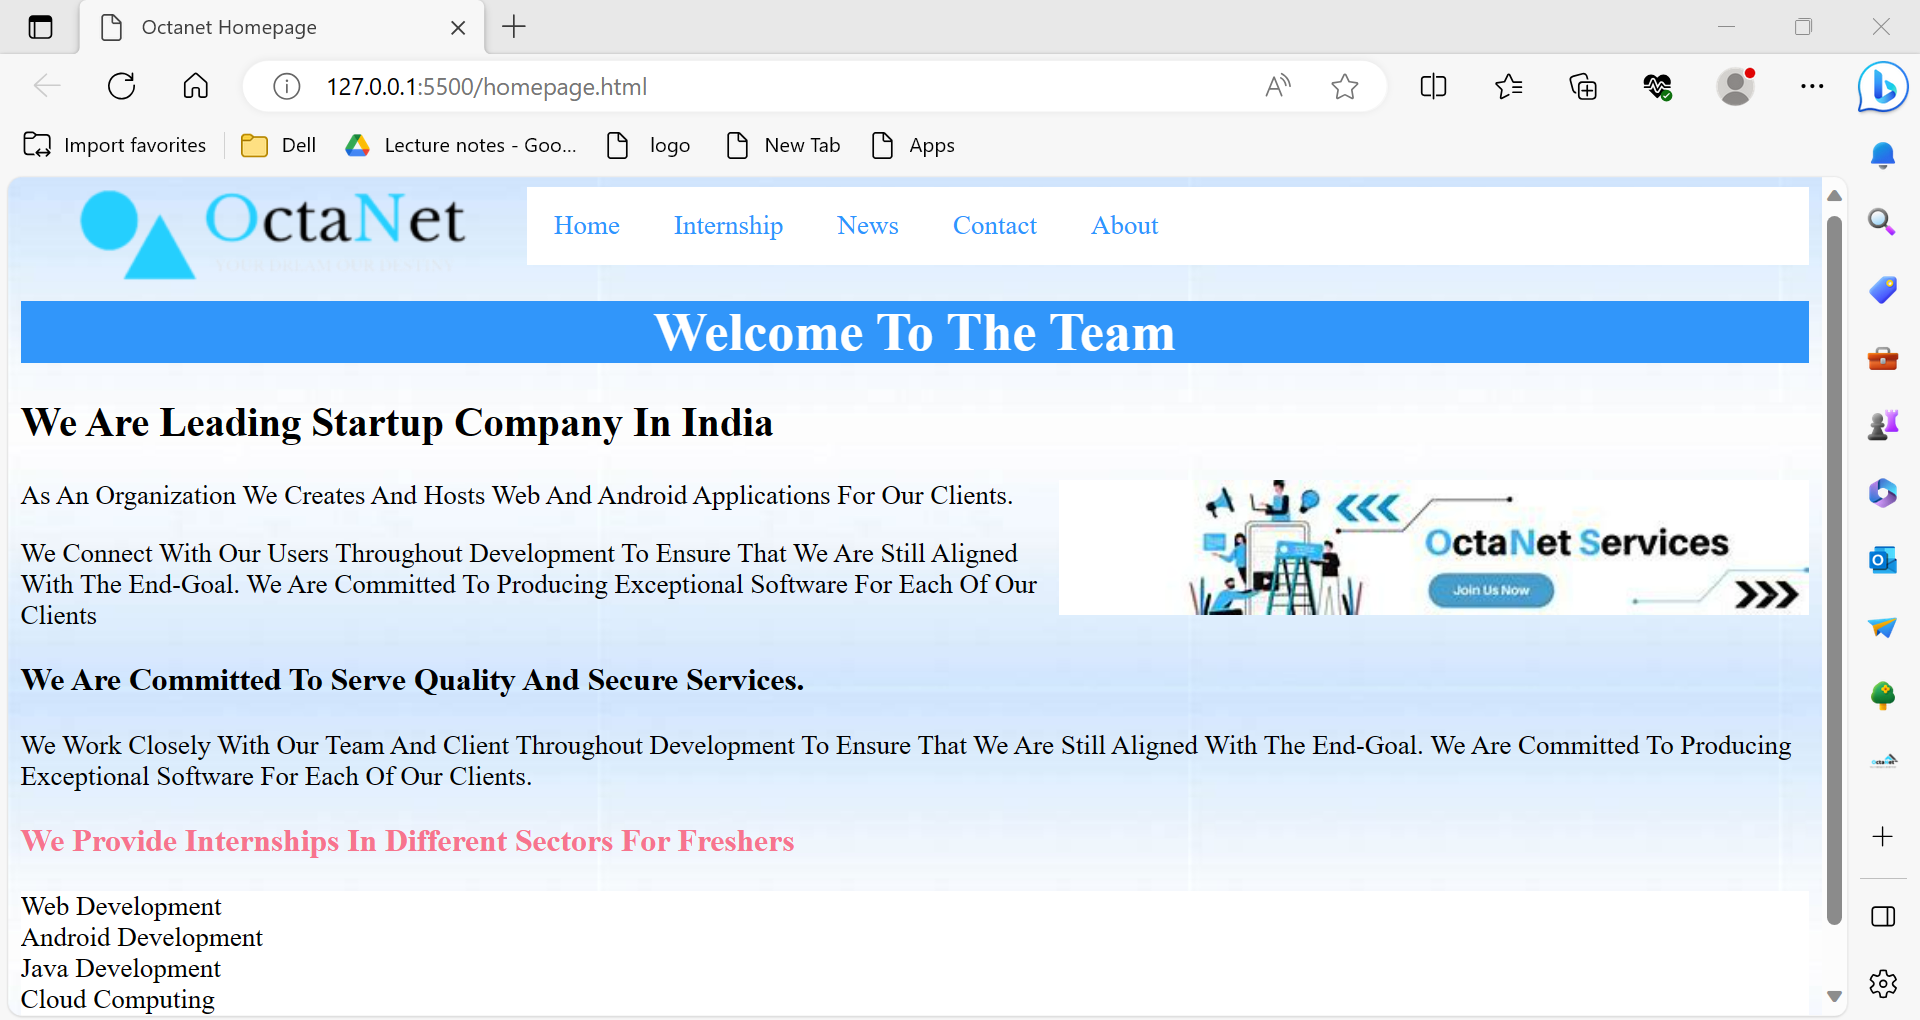 Octanet Homepage
127.0.0.1:5500/homepage.html
Import favorites
Dell
Lecture notes - Goo...
logo
New Tab
Apps
OctaNet
YOUR DREAM OUR DESTINY
Home Internship News Contact About
Welcome To The Team
We Are Leading Startup Company In India
As An Organization We Creates And Hosts Web And Android Applications For Our Clients.
We Connect With Our Users Throughout Development To Ensure That We Are Still Aligned
With The End-Goal. We Are Committed To Producing Exceptional Software For Each Of Our
Clients
OctaNet Services
Join Us Now
We Are Committed To Serve Quality And Secure Services.
We Work Closely With Our Team And Client Throughout Development To Ensure That We Are Still Aligned With The End-Goal. We Are Committed To Producing
Exceptional Software For Each Of Our Clients.
We Provide Internships In Different Sectors For Freshers
Web Development
Android Development
Java Development
Cloud Computing